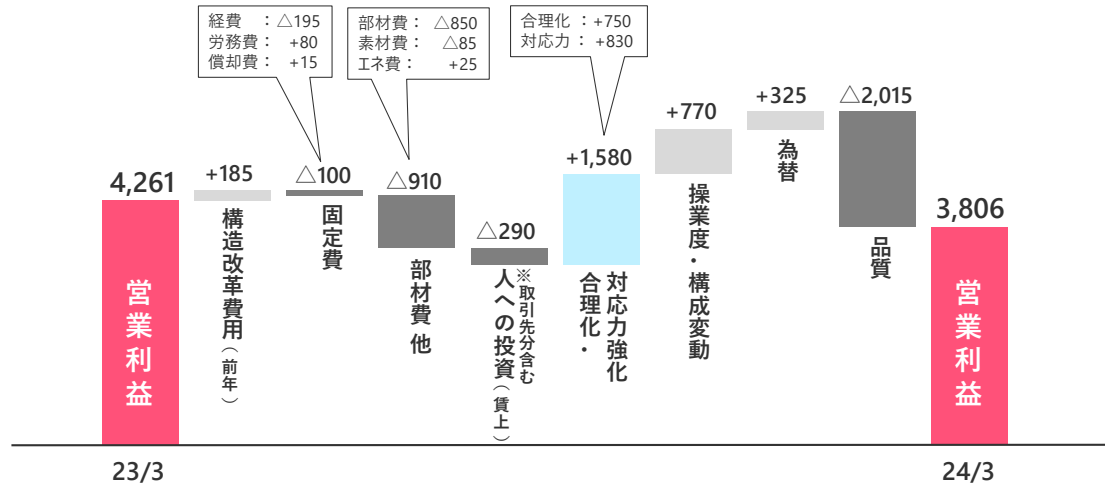 経費 ：△195
労務費： +80
償却費： +15
部材費： △850
素材費： △85
エネ費： +25
合理化：+750
対応力：+830
4,261
営業利益
23/3
+185
構造改革費用（前年）
△100
固定費
△910
部材費 他
△290
※取引先分含む
人への投資（賃上）
+1,580
合理化・
対応力強化
+770
操業度・構成変動
+325
為替
△2,015
品質
3,806
営業利益
24/3